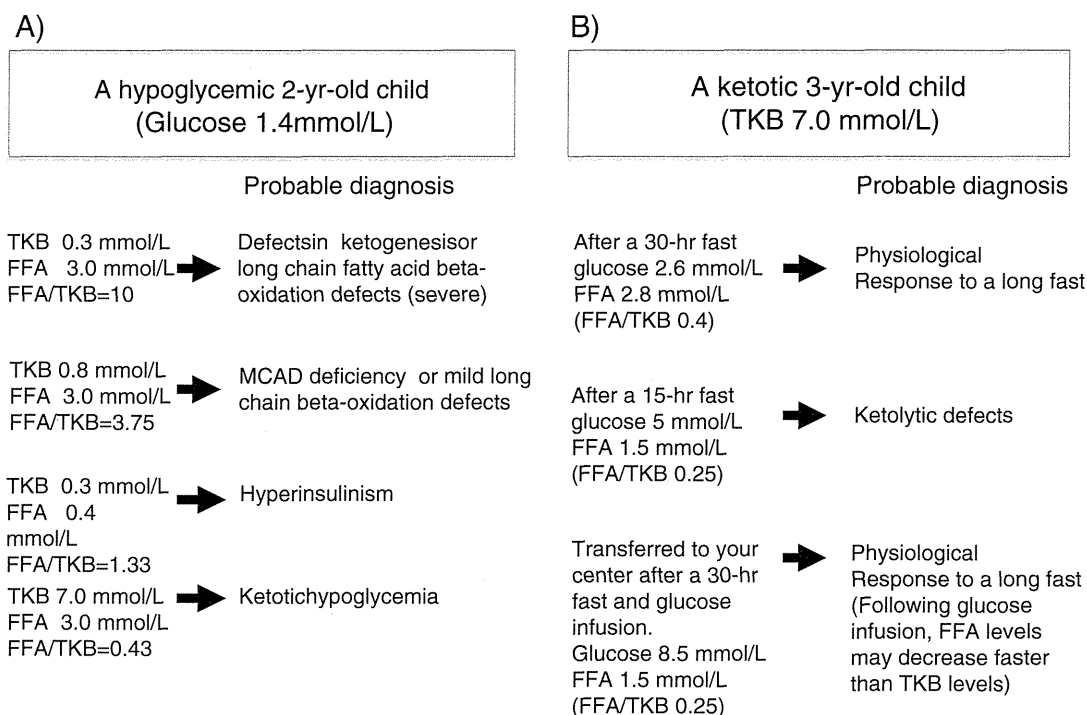 A)
A hypoglycemic 2-yr-old child
(Glucose 1.4mmol/L)
Probable diagnosis
TKB 0.3 mmol/L
FFA 3.0 mmol/L
FFA/TKB=10
Defectsin ketogenesisor
long chain fatty acid beta-
oxidation defects (severe)
TKB 0.8 mmol/L
FFA 3.0 mmol/L
FFA/TKB=3.75
MCAD deficiency or mild long
chain beta-oxidation defects
TKB 0.3 mmol/L
FFA 0.4
mmol/L
FFA/TKB=1.33
Hyperinsulinism
TKB 7.0 mmol/L
FFA 3.0 mmol/L
FFA/TKB=0.43
Ketotichypoglycemia
B)
A ketotic 3-yr-old child
(TKB 7.0 mmol/L)
Probable diagnosis
After a 30-hr fast
glucose 2.6 mmol/L
FFA 2.8 mmol/L
(FFA/TKB 0.4)
Physiological
Response to a long fast
After a 15-hr fast
glucose 5 mmol/L
FFA 1.5 mmol/L
(FFA/TKB 0.25)
Ketolytic defects
Transferred to your
center after a 30-hr
fast and glucose
infusion.
Glucose 8.5 mmol/L
FFA 1.5 mmol/L
(FFA/TKB 0.25)
Physiological
Response to a long fast
(Following glucose
infusion, FFA levels
may decrease faster
than TKB levels)